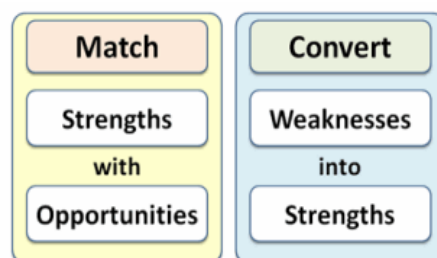 Match
Strengths
with
Opportunities
Convert
Weaknesses
into
Strengths